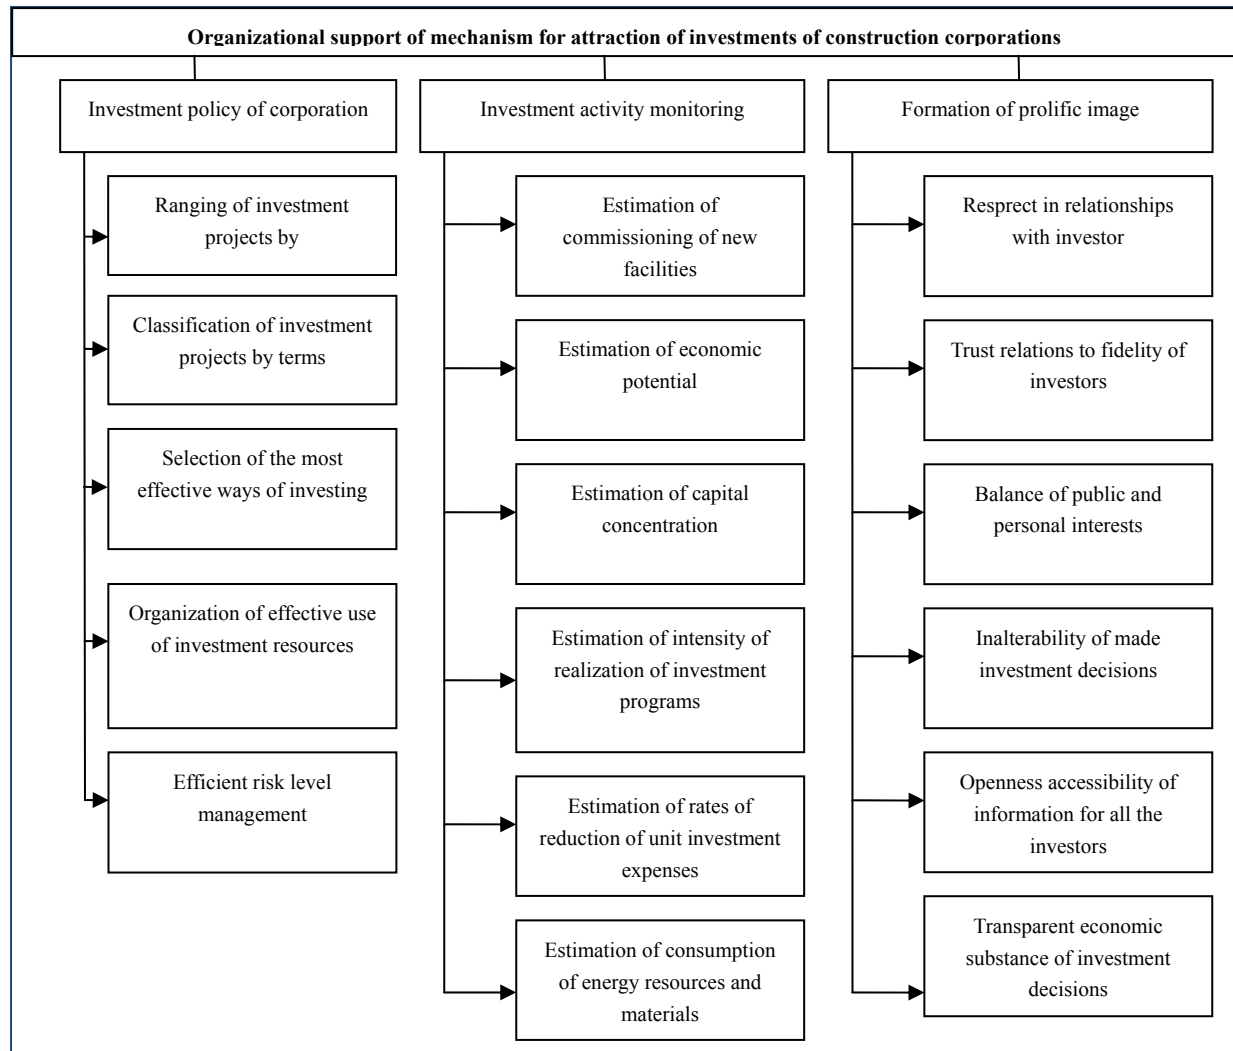 Organizational support of mechanism for attraction of investments of construction corporations
Investment policy of corporation
Ranging of investment
projects by
Classification of investment
projects by terms
Selection of the most
effective ways of investing
Organization of effective use
of investment resources
Efficient risk level
management
Investment activity monitoring
Estimation of
commissioning of new
facilities
Estimation of economic
potential
Estimation of capital
concentration
Estimation of intensity of
realization of investment
programs
Estimation of rates of
reduction of unit investment
expenses
Estimation of consumption
of energy resources and
materials
Formation of prolific image
Resprect in relationships
with investor
Trust relations to fidelity of
investors
Balance of public and
personal interests
Inalterability of made
investment decisions
Openness accessibility of
information for all the
investors
Transparent economic
substance of investment
decisions